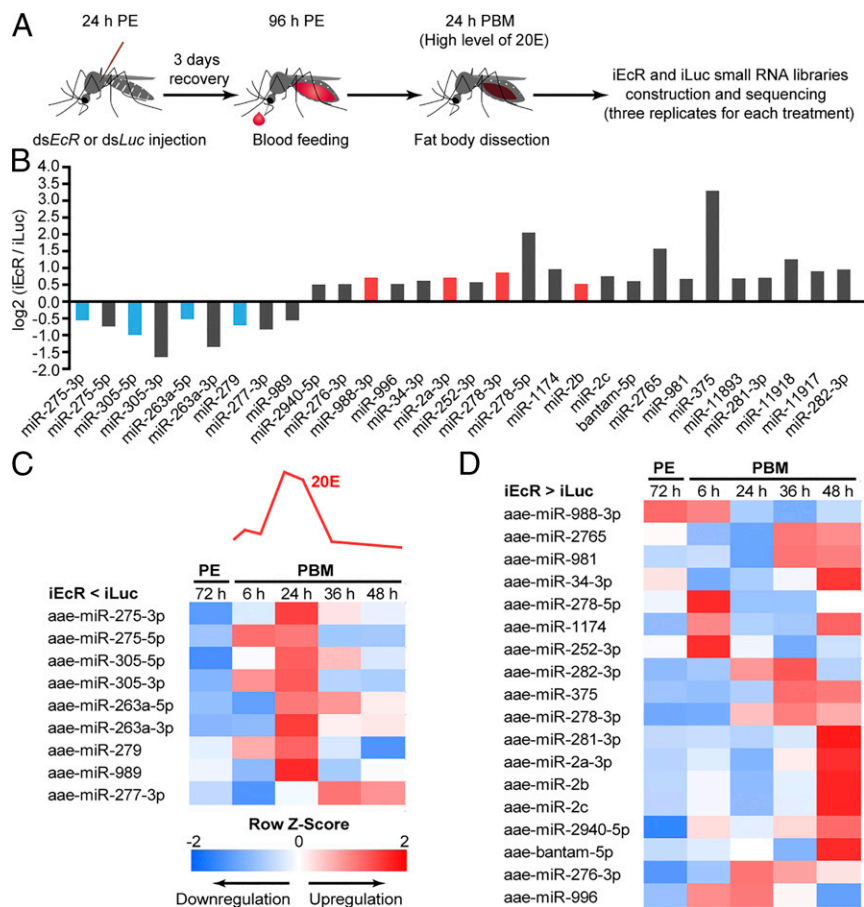 A
24 h PE
96 h PE
24 h PBM
(High level of 20E)
3 days
recovery
iEcR and iLuc small RNA libraries
construction and sequencing
(three replicates for each treatment)
dsEcR or dsLuc injection
Blood feeding
Fat body dissection
B
log2 (iEcR / iLuc)
4.0
3.5
3.0
2.5
2.0
1.5
1.0
0.5
0.0
-0.5
-1.0
-1.5
-2.0
miR-275-3p
miR-275-5p
miR-305-5p
miR-305-3p
miR-263a-5p
miR-263a-3p
miR-279
miR-277-3p
miR-989
miR-2940-5p
miR-276-3p
miR-988-3p
miR-996
miR-34-3p
miR-2a-3p
miR-252-3p
miR-278-3p
miR-278-5p
miR-1174
miR-2b
miR-2c
bantam-5p
miR-2765
miR-981
miR-375
miR-11893
miR-281-3p
miR-11918
miR-11917
miR-282-3p
C
20E
PE PBM
iEcR < iLuc 72 h 6 h 24 h 36 h 48 h
aae-miR-275-3p
aae-miR-275-5p
aae-miR-305-5p
aae-miR-305-3p
aae-miR-263a-5p
aae-miR-263a-3p
aae-miR-279
aae-miR-989
aae-miR-277-3p
Row Z-Score
-2 0 2
Downregulation Upregulation
D
PE PBM
iEcR > iLuc 72 h 6 h 24 h 36 h 48 h
aae-miR-988-3p
aae-miR-2765
aae-miR-981
aae-miR-34-3p
aae-miR-278-5p
aae-miR-1174
aae-miR-252-3p
aae-miR-282-3p
aae-miR-375
aae-miR-278-3p
aae-miR-281-3p
aae-miR-2a-3p
aae-miR-2b
aae-miR-2c
aae-miR-2940-5p
aae-bantam-5p
aae-miR-276-3p
aae-miR-996